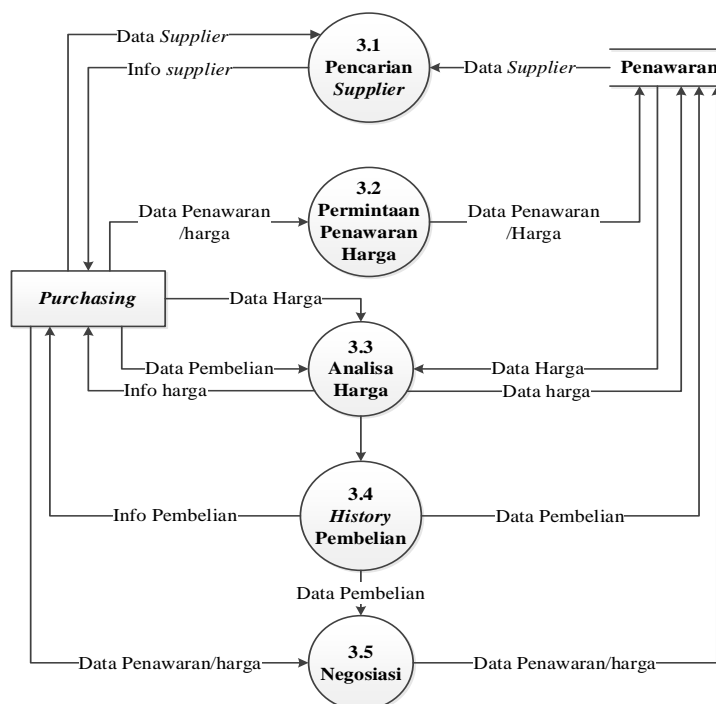 Data Supplier
3.1
Pencarian
Supplier
Info supplier
Data Supplier
Penawaran
3.2
Permintaan
Penawaran
Harga
Data Penawaran
/harga
Data Penawaran
/Harga
Purchasing
Data Harga
3.3
Analisa
Harga
Data Pembelian
Info harga
Data Harga
Data harga
3.4
History
Pembelian
Info Pembelian
Data Pembelian
Data Pembelian
3.5
Negosiasi
Data Penawaran/harga
Data Penawaran/harga